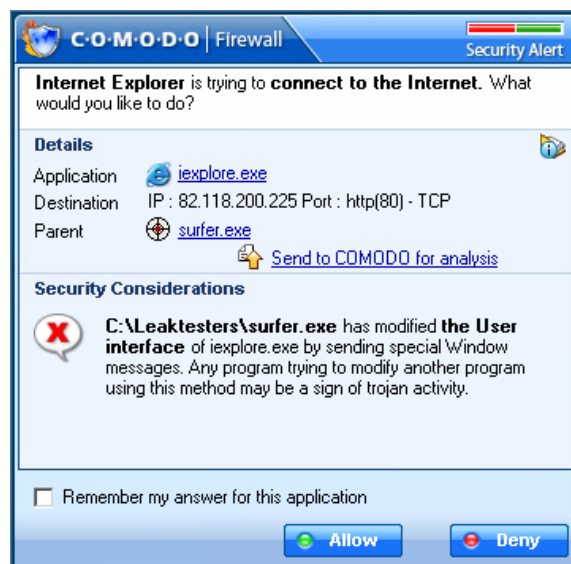 C·O·M·O·D·O | Firewall
Security Alert
Internet Explorer is trying to connect to the Internet. What
would you like to do?
Details
Application iexplore.exe
Destination IP : 82.118.200.225 Port : http(80) - TCP
Parent surfer.exe
Send to COMODO for analysis
Security Considerations
C:\Leaktesters\surfer.exe has modified the User
interface of iexplore.exe by sending special Window
messages. Any program trying to modify another program
using this method may be a sign of trojan activity.
Remember my answer for this application
Allow Deny